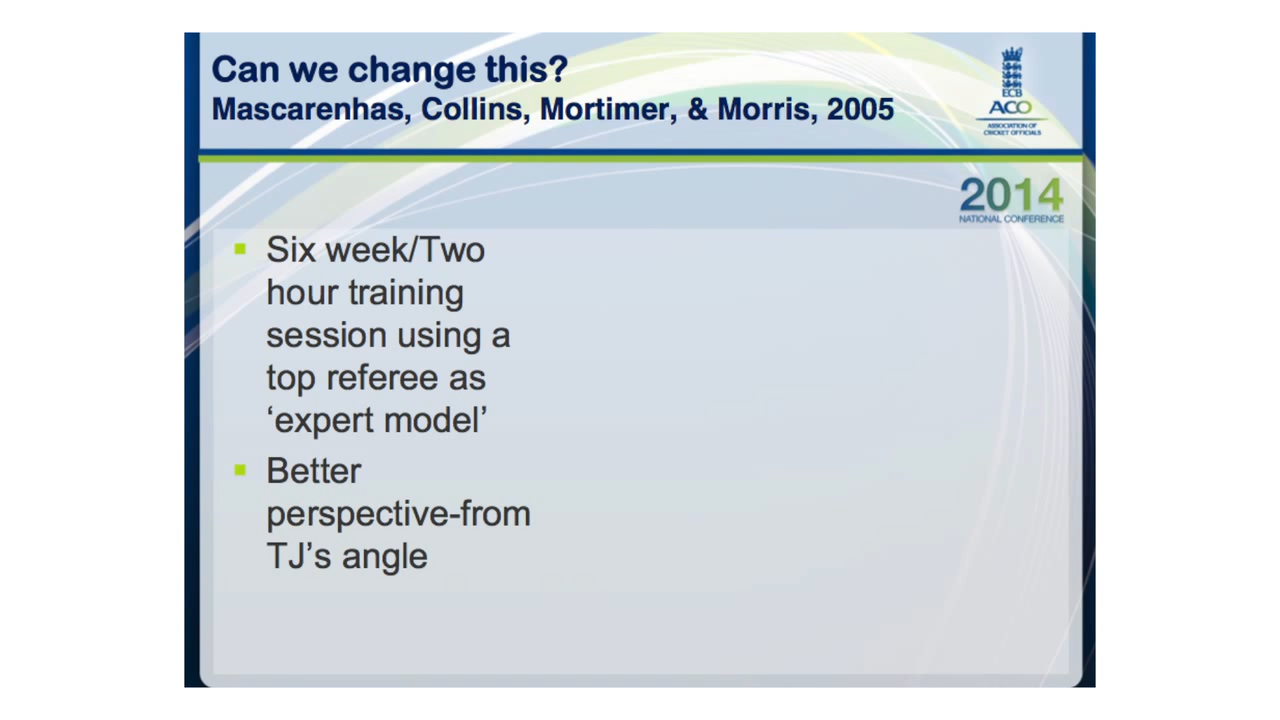 Can we change this?
Mascarenhas, Collins, Mortimer, & Morris, 2005
ECB
ACO
ASSOCIATION OF
CRICKET OFFICIALS
2014
NATIONAL CONFERENCE
Six week/Two
hour training
session using a
top referee as
‘expert model’
Better
perspective-from
TJ’s angle